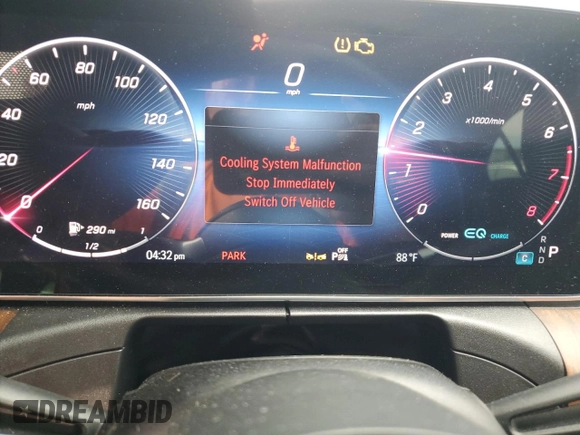 0
mph
20
60
80
100
120
140
160
0
mph
0 290 mi 1
1/2
Cooling System Malfunction
Stop Immediately
Switch Off Vehicle
0
1
2
3
4
5
6
7
8
x1000/min
POWER EQ CHARGE
R
N
D
P
C
04:32 pm
PARK
OFF
P
88°F
DREAMBID